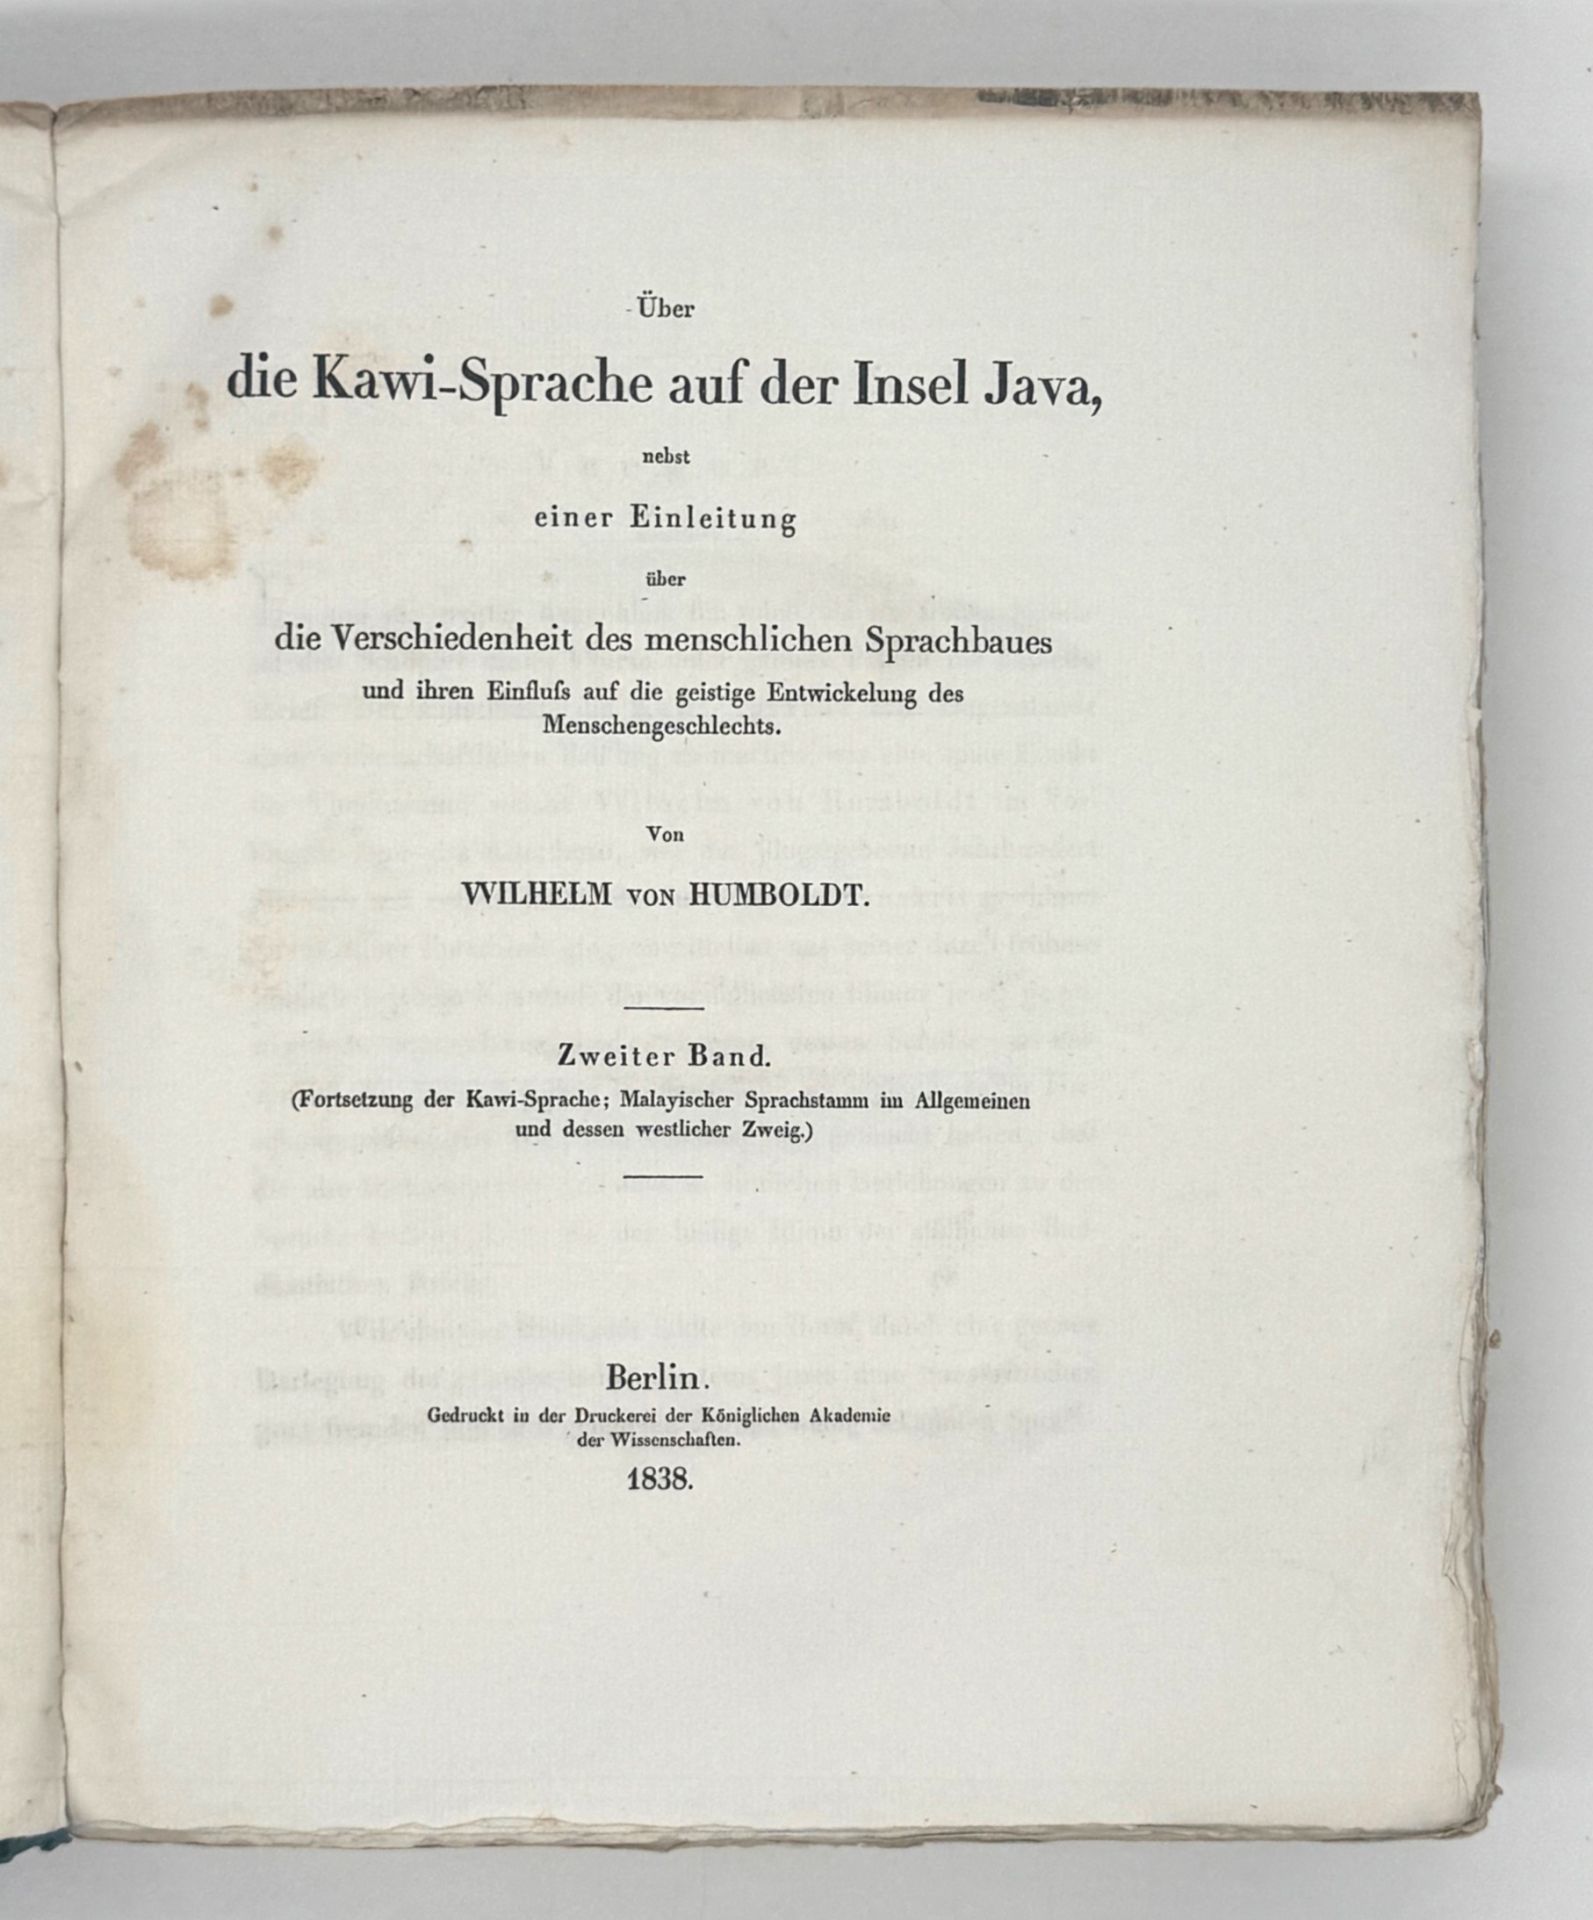 Über
die Kawi-Sprache auf der Insel Java,
nebst
einer Einleitung
über
die Verschiedenheit des menschlichen Sprachbaues
und ihren Einfluſs auf die geistige Entwickelung des
Menschengeschlechts.
Von
WILHELM VON HUMBOLDT.
Zweiter Band.
(Fortsetzung der Kawi-Sprache; Malayischer Sprachstamm im Allgemeinen
und dessen westlicher Zweig.)
Berlin.
Gedruckt in der Druckerei der Königlichen Akademie
der Wissenschaften.
1838.